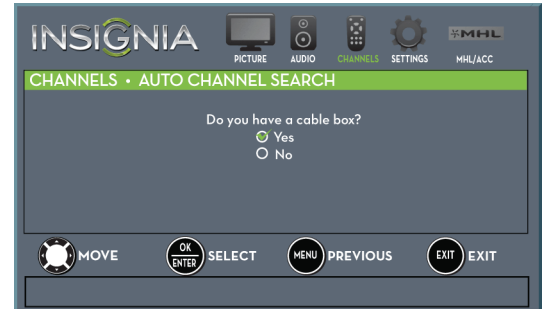 INSIGNIA
PICTURE AUDIO CHANNELS SETTINGS MHL/ACC
MHL
CHANNELS • AUTO CHANNEL SEARCH
Do you have a cable box?
Yes
No
MOVE OK ENTER SELECT MENU PREVIOUS EXIT EXIT